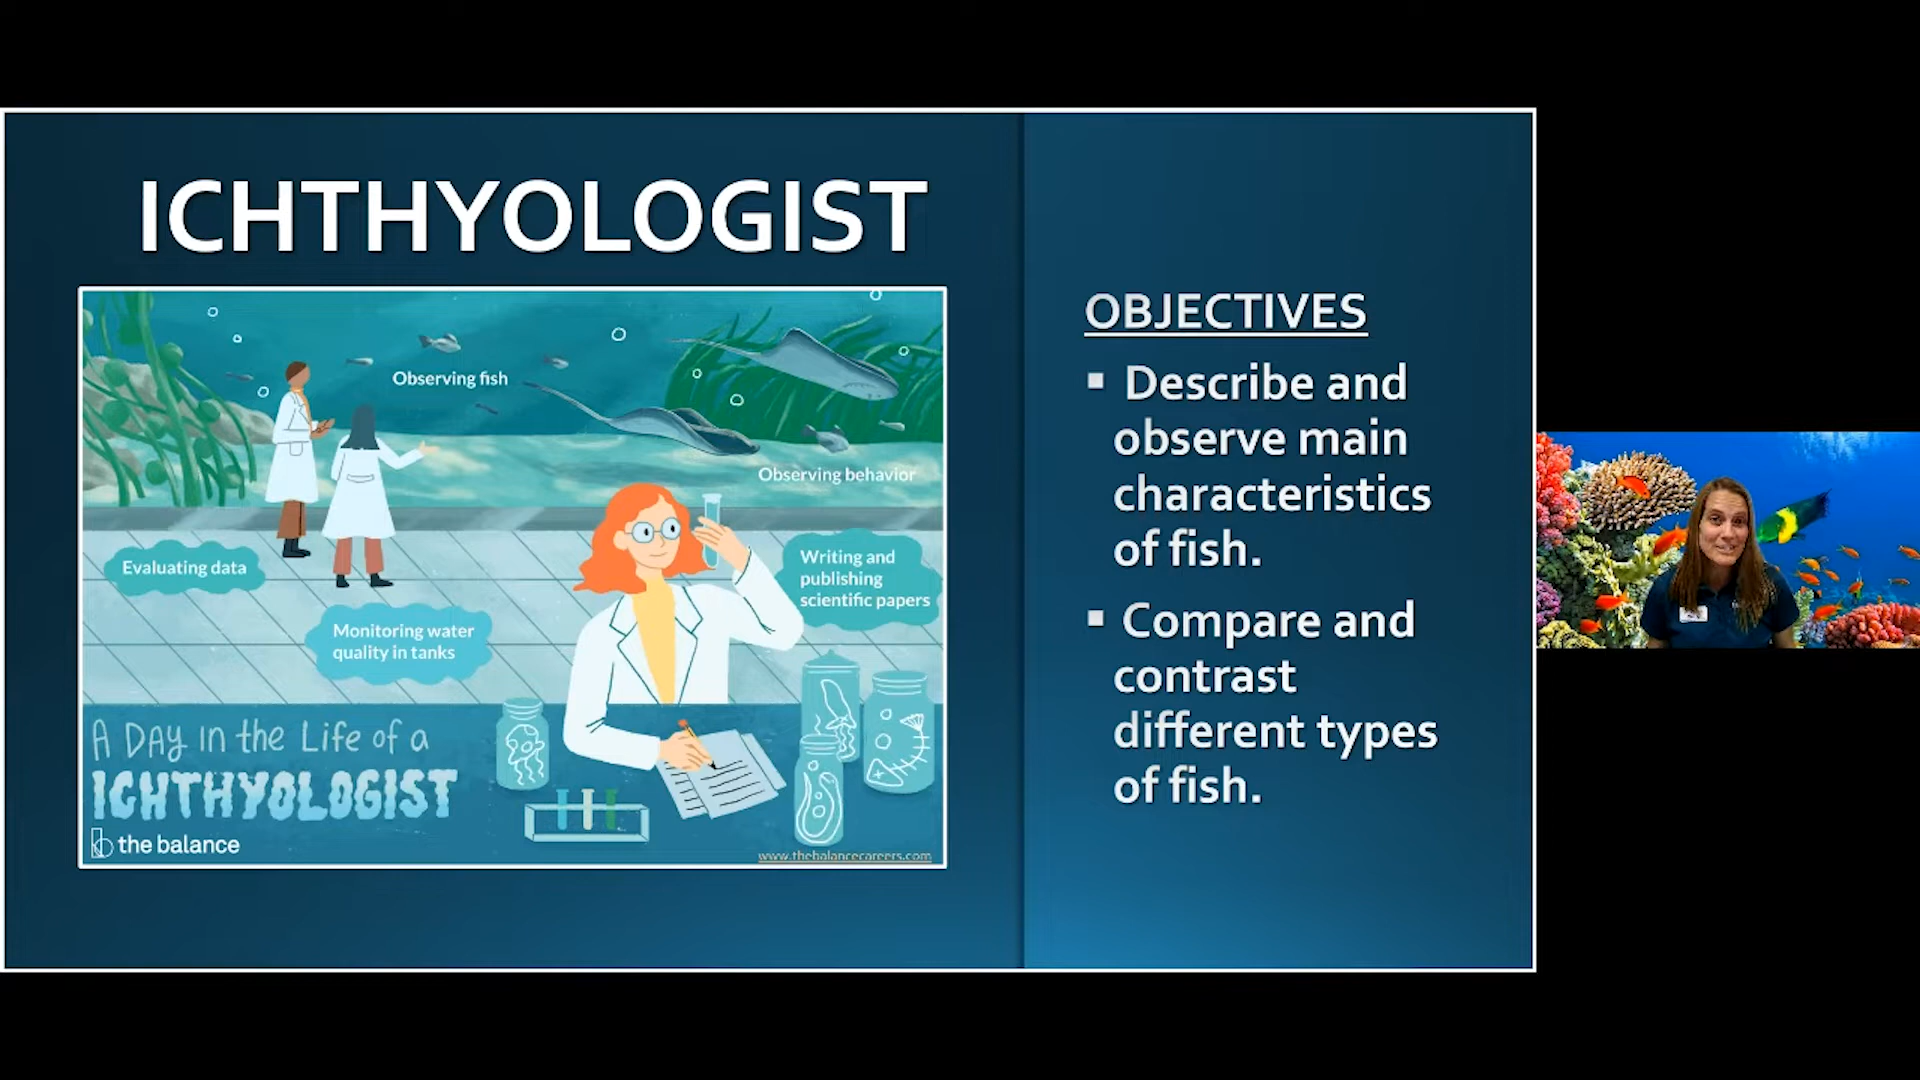 ICHTHYOLOGIST
Observing fish
Observing behavior
Evaluating data
Writing and
publishing
scientific papers
Monitoring water
quality in tanks
A DAY in the Life of a
ICHTHYOLOGIST
the balance
www.thebalancecareers.com
OBJECTIVES
▪ Describe and
observe main
characteristics
of fish.
▪ Compare and
contrast
different types
of fish.